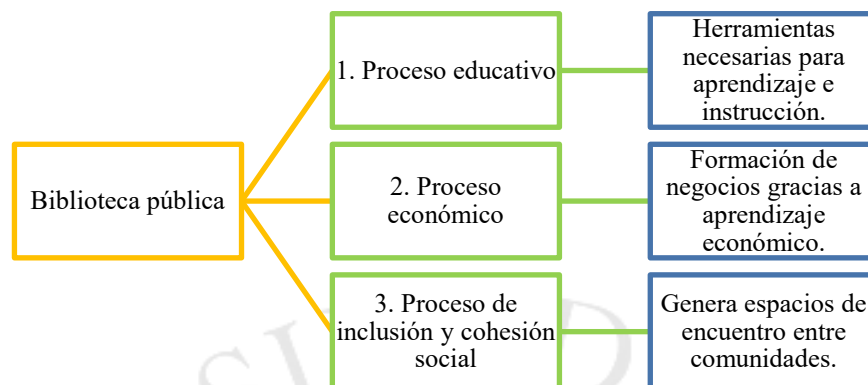 Biblioteca pública
1. Proceso educativo
Herramientas
necesarias para
aprendizaje e
instrucción.
2. Proceso
económico
Formación de
negocios gracias a
aprendizaje
económico.
3. Proceso de
inclusión y cohesión
social
Genera espacios de
encuentro entre
comunidades.